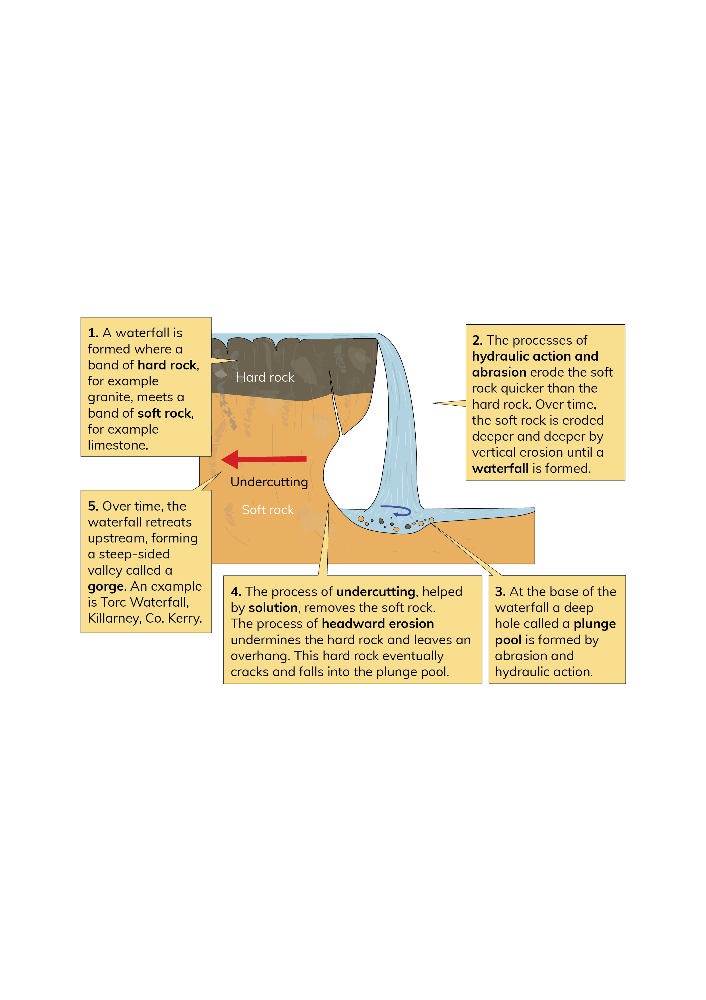 1. A waterfall is
formed where a
band of hard rock,
for example
granite, meets a
band of soft rock,
for example
limestone.
2. The processes of
hydraulic action and
abrasion erode the soft
rock quicker than the
hard rock. Over time,
the soft rock is eroded
deeper and deeper by
vertical erosion until a
waterfall is formed.
Hard rock
Undercutting
Soft rock
5. Over time, the
waterfall retreats
upstream, forming
a steep-sided
valley called a
gorge. An example
is Torc Waterfall,
Killarney, Co. Kerry.
4. The process of undercutting, helped
by solution, removes the soft rock.
The process of headward erosion
undermines the hard rock and leaves an
overhang. This hard rock eventually
cracks and falls into the plunge pool.
3. At the base of the
waterfall a deep
hole called a plunge
pool is formed by
abrasion and
hydraulic action.